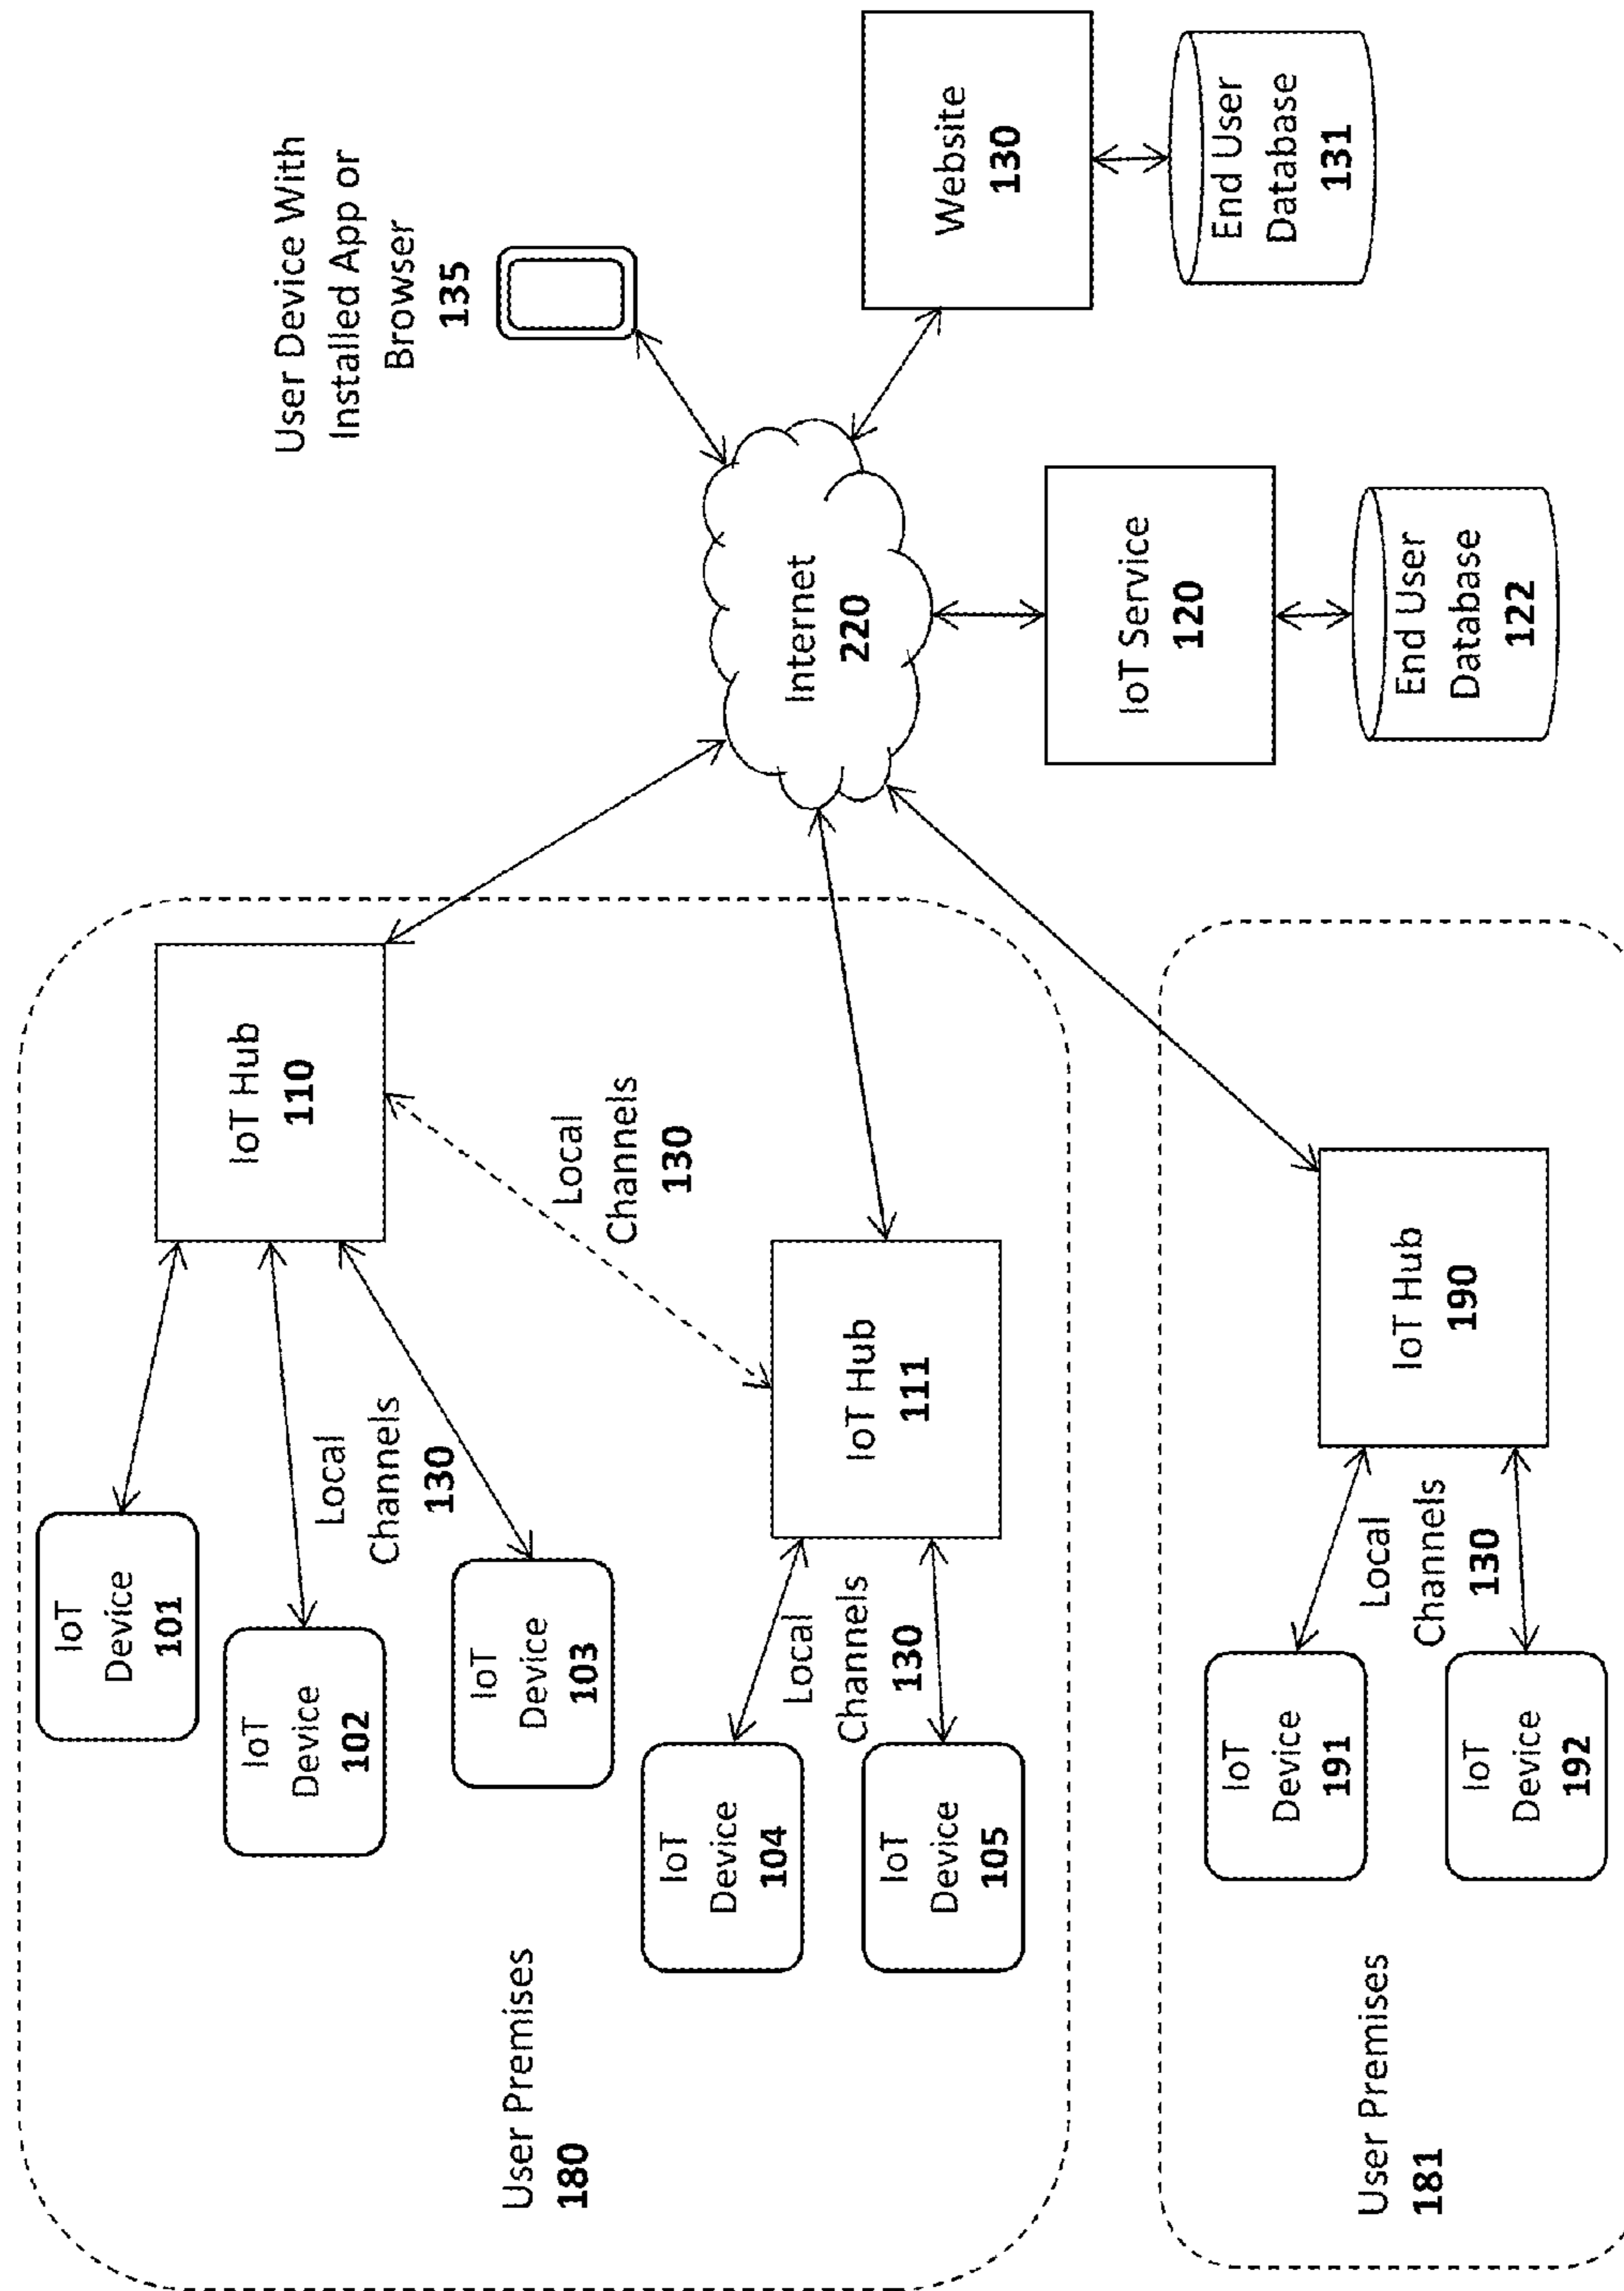 User Premises
180
IoT
Device
101
IoT
Device
102
IoT
Device
103
Local
Channels
130
IoT Hub
110
Local
Channels
130
IoT
Device
104
IoT
Device
105
Local
Channels
130
IoT Hub
111
User Premises
181
IoT
Device
191
IoT
Device
192
Local
Channels
130
IoT Hub
190
Internet
220
User Device With
Installed App or
Browser
135
IoT Service
120
End User
Database
122
Website
130
End User
Database
131